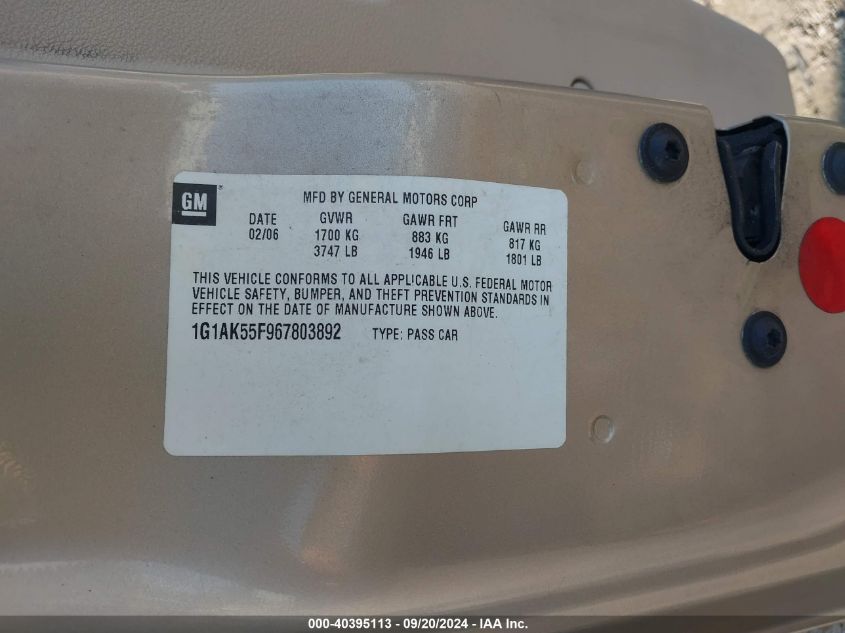 GM®
MFD BY GENERAL MOTORS CORP
DATE GVWR GAWR FRT GAWR RR
02/06 1700 KG 883 KG 817 KG
3747 LB 1946 LB 1801 LB
THIS VEHICLE CONFORMS TO ALL APPLICABLE U.S. FEDERAL MOTOR
VEHICLE SAFETY, BUMPER, AND THEFT PREVENTION STANDARDS IN
EFFECT ON THE DATE OF MANUFACTURE SHOWN ABOVE.
1G1AK55F967803892 TYPE: PASS CAR
000-40395113 - 09/20/2024 - IAA Inc.